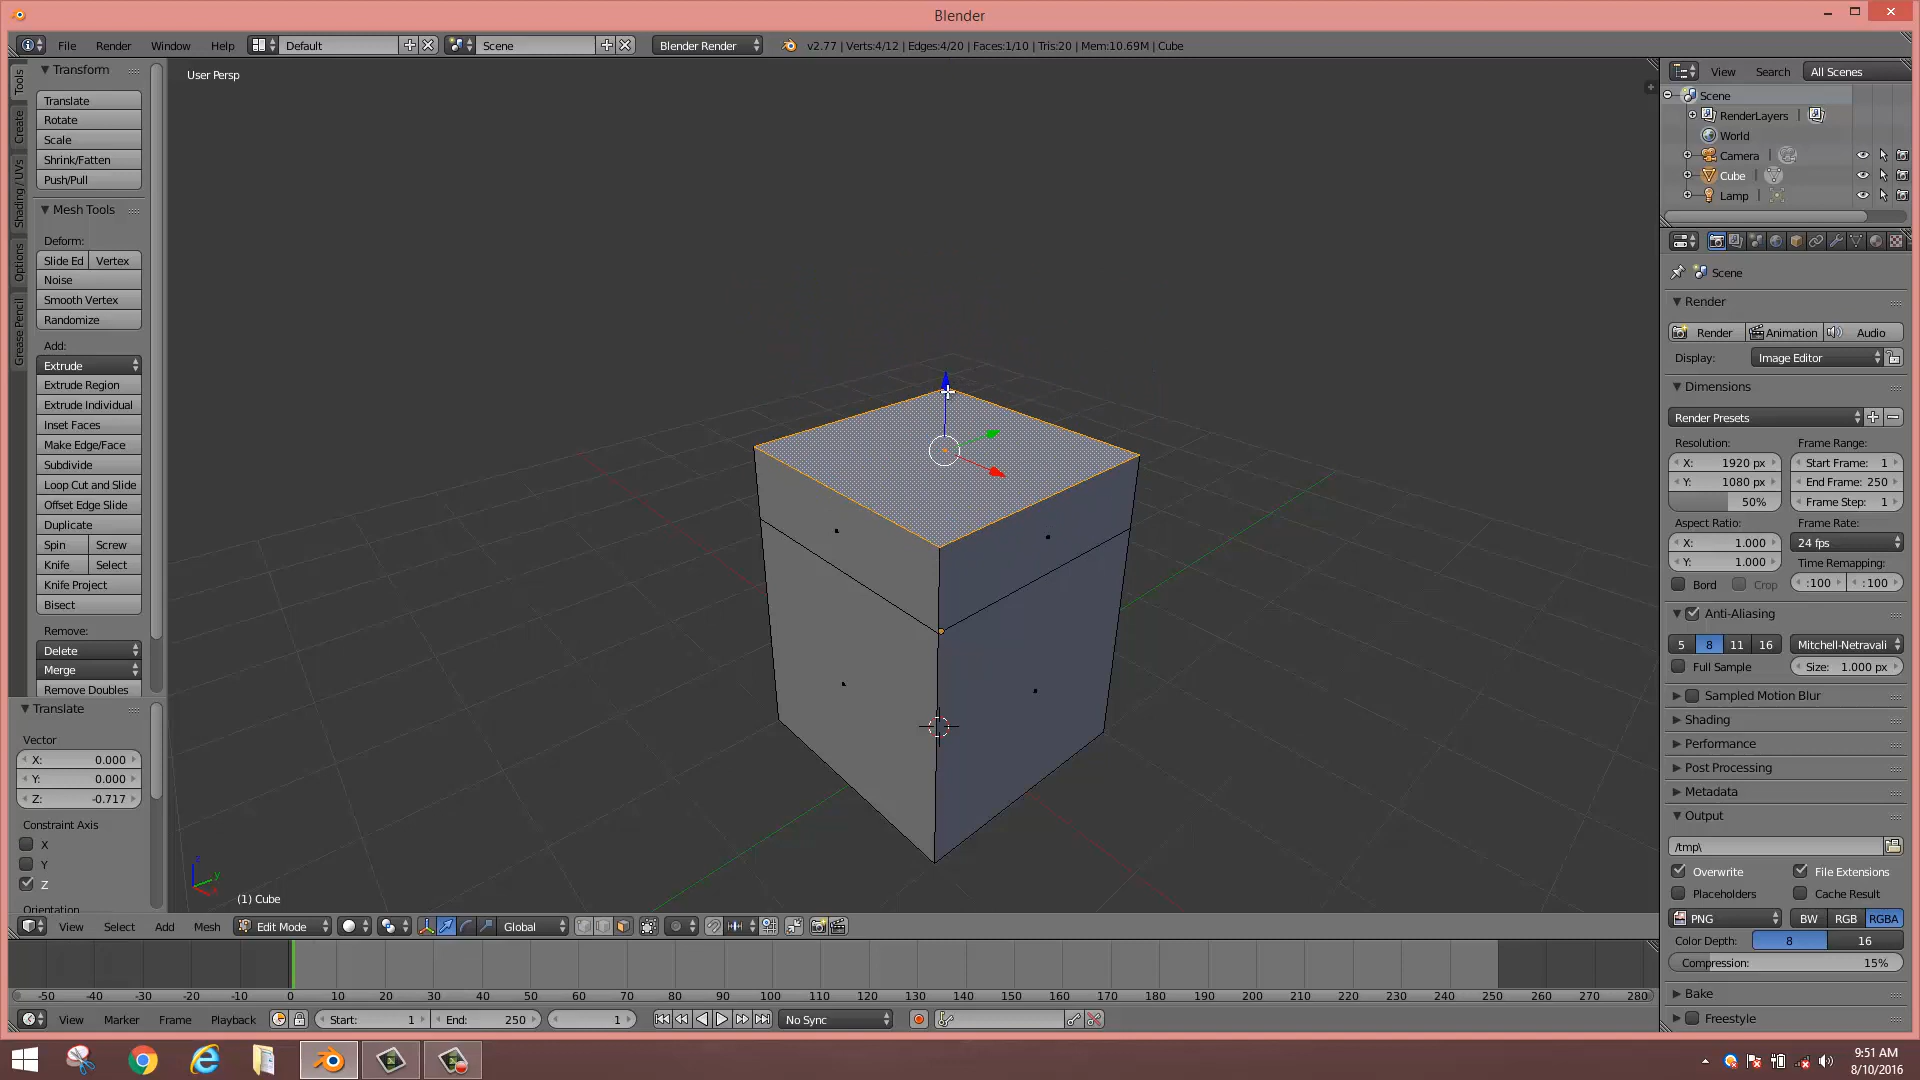 Blender
File Render Window Help Default Scene Blender Render v2.77 | Verts:4/12 | Edges:4/20 | Faces:1/10 | Tris:20 | Mem:10.69M | Cube
User Persp
Tools
Create
Shading / UVs
Options
Grease Pencil
Transform
Translate
Rotate
Scale
Shrink/Fatten
Push/Pull
Mesh Tools
Deform:
Slide Ed Vertex
Noise
Smooth Vertex
Randomize
Add:
Extrude
Extrude Region
Extrude Individual
Inset Faces
Make Edge/Face
Subdivide
Loop Cut and Slide
Offset Edge Slide
Duplicate
Spin Screw
Knife Select
Knife Project
Bisect
Remove:
Delete
Merge
Remove Doubles
Translate
Vector
X: 0.000
Y: 0.000
Z: -0.717
Constraint Axis
X
Y
Z
Orientation
z
y
x
(1) Cube
View Select Add Mesh Edit Mode Global
-50 -40 -30 -20 -10 0 10 20 30 40 50 60 70 80 90 100 110 120 130 140 150 160 170 180 190 200 210 220 230 240 250 260 270 280
View Marker Frame Playback Start: 1 End: 250 1 No Sync
View Search All Scenes
Scene
RenderLayers
World
Camera
Cube
Lamp
Scene
Render
Render Animation Audio
Display: Image Editor
Dimensions
Render Presets
Resolution: Frame Range:
X: 1920 px Start Frame: 1
Y: 1080 px End Frame: 250
50% Frame Step: 1
Aspect Ratio: Frame Rate:
X: 1.000 24 fps
Y: 1.000 Time Remapping:
Bord Crop :100 :100
Anti-Aliasing
5 8 11 16 Mitchell-Netravali
Full Sample Size: 1.000 px
Sampled Motion Blur
Shading
Performance
Post Processing
Metadata
Output
/tmp\
Overwrite File Extensions
Placeholders Cache Result
PNG BW RGB RGBA
Color Depth: 8 16
Compression: 15%
Bake
Freestyle
9:51 AM
8/10/2016